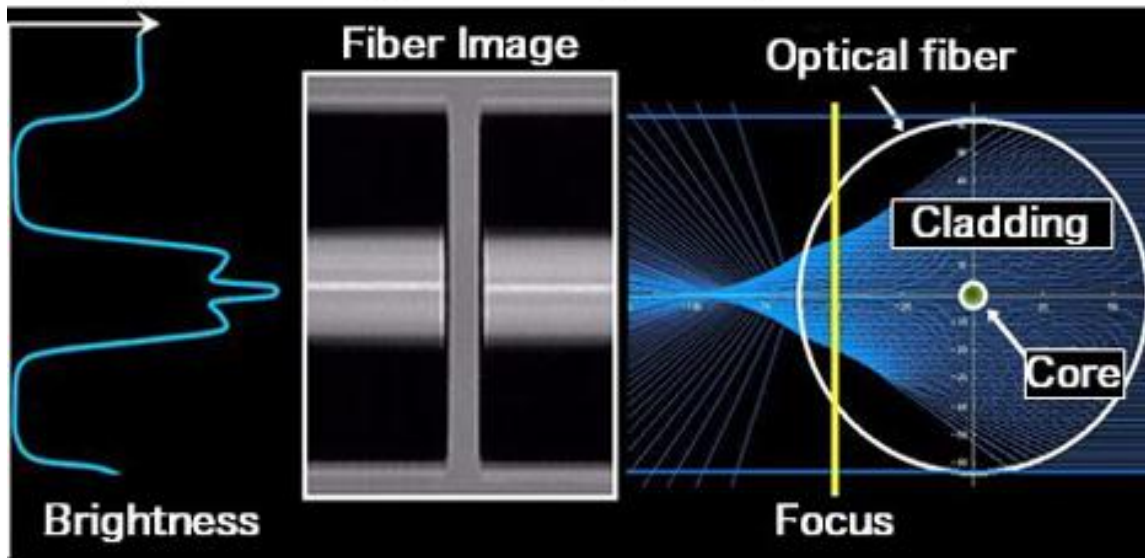 Fiber Image
Optical fiber
Cladding
Core
Brightness
Focus